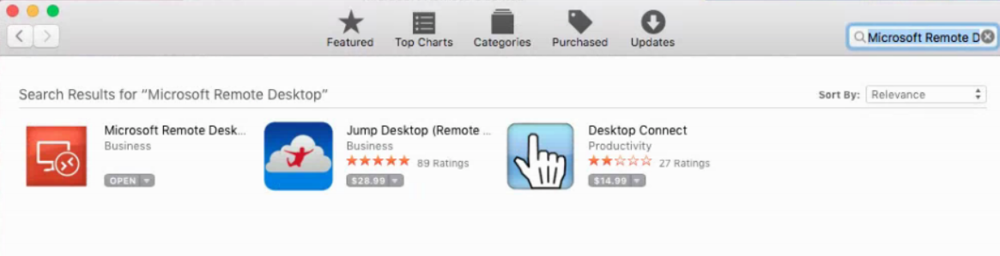 Featured Top Charts Categories Purchased Updates
Microsoft Remote D
Search Results for “Microsoft Remote Desktop”
Sort By: Relevance
Microsoft Remote Desk...
Business
OPEN
Jump Desktop (Remote ...
Business
89 Ratings
$28.99
Desktop Connect
Productivity
27 Ratings
$14.99